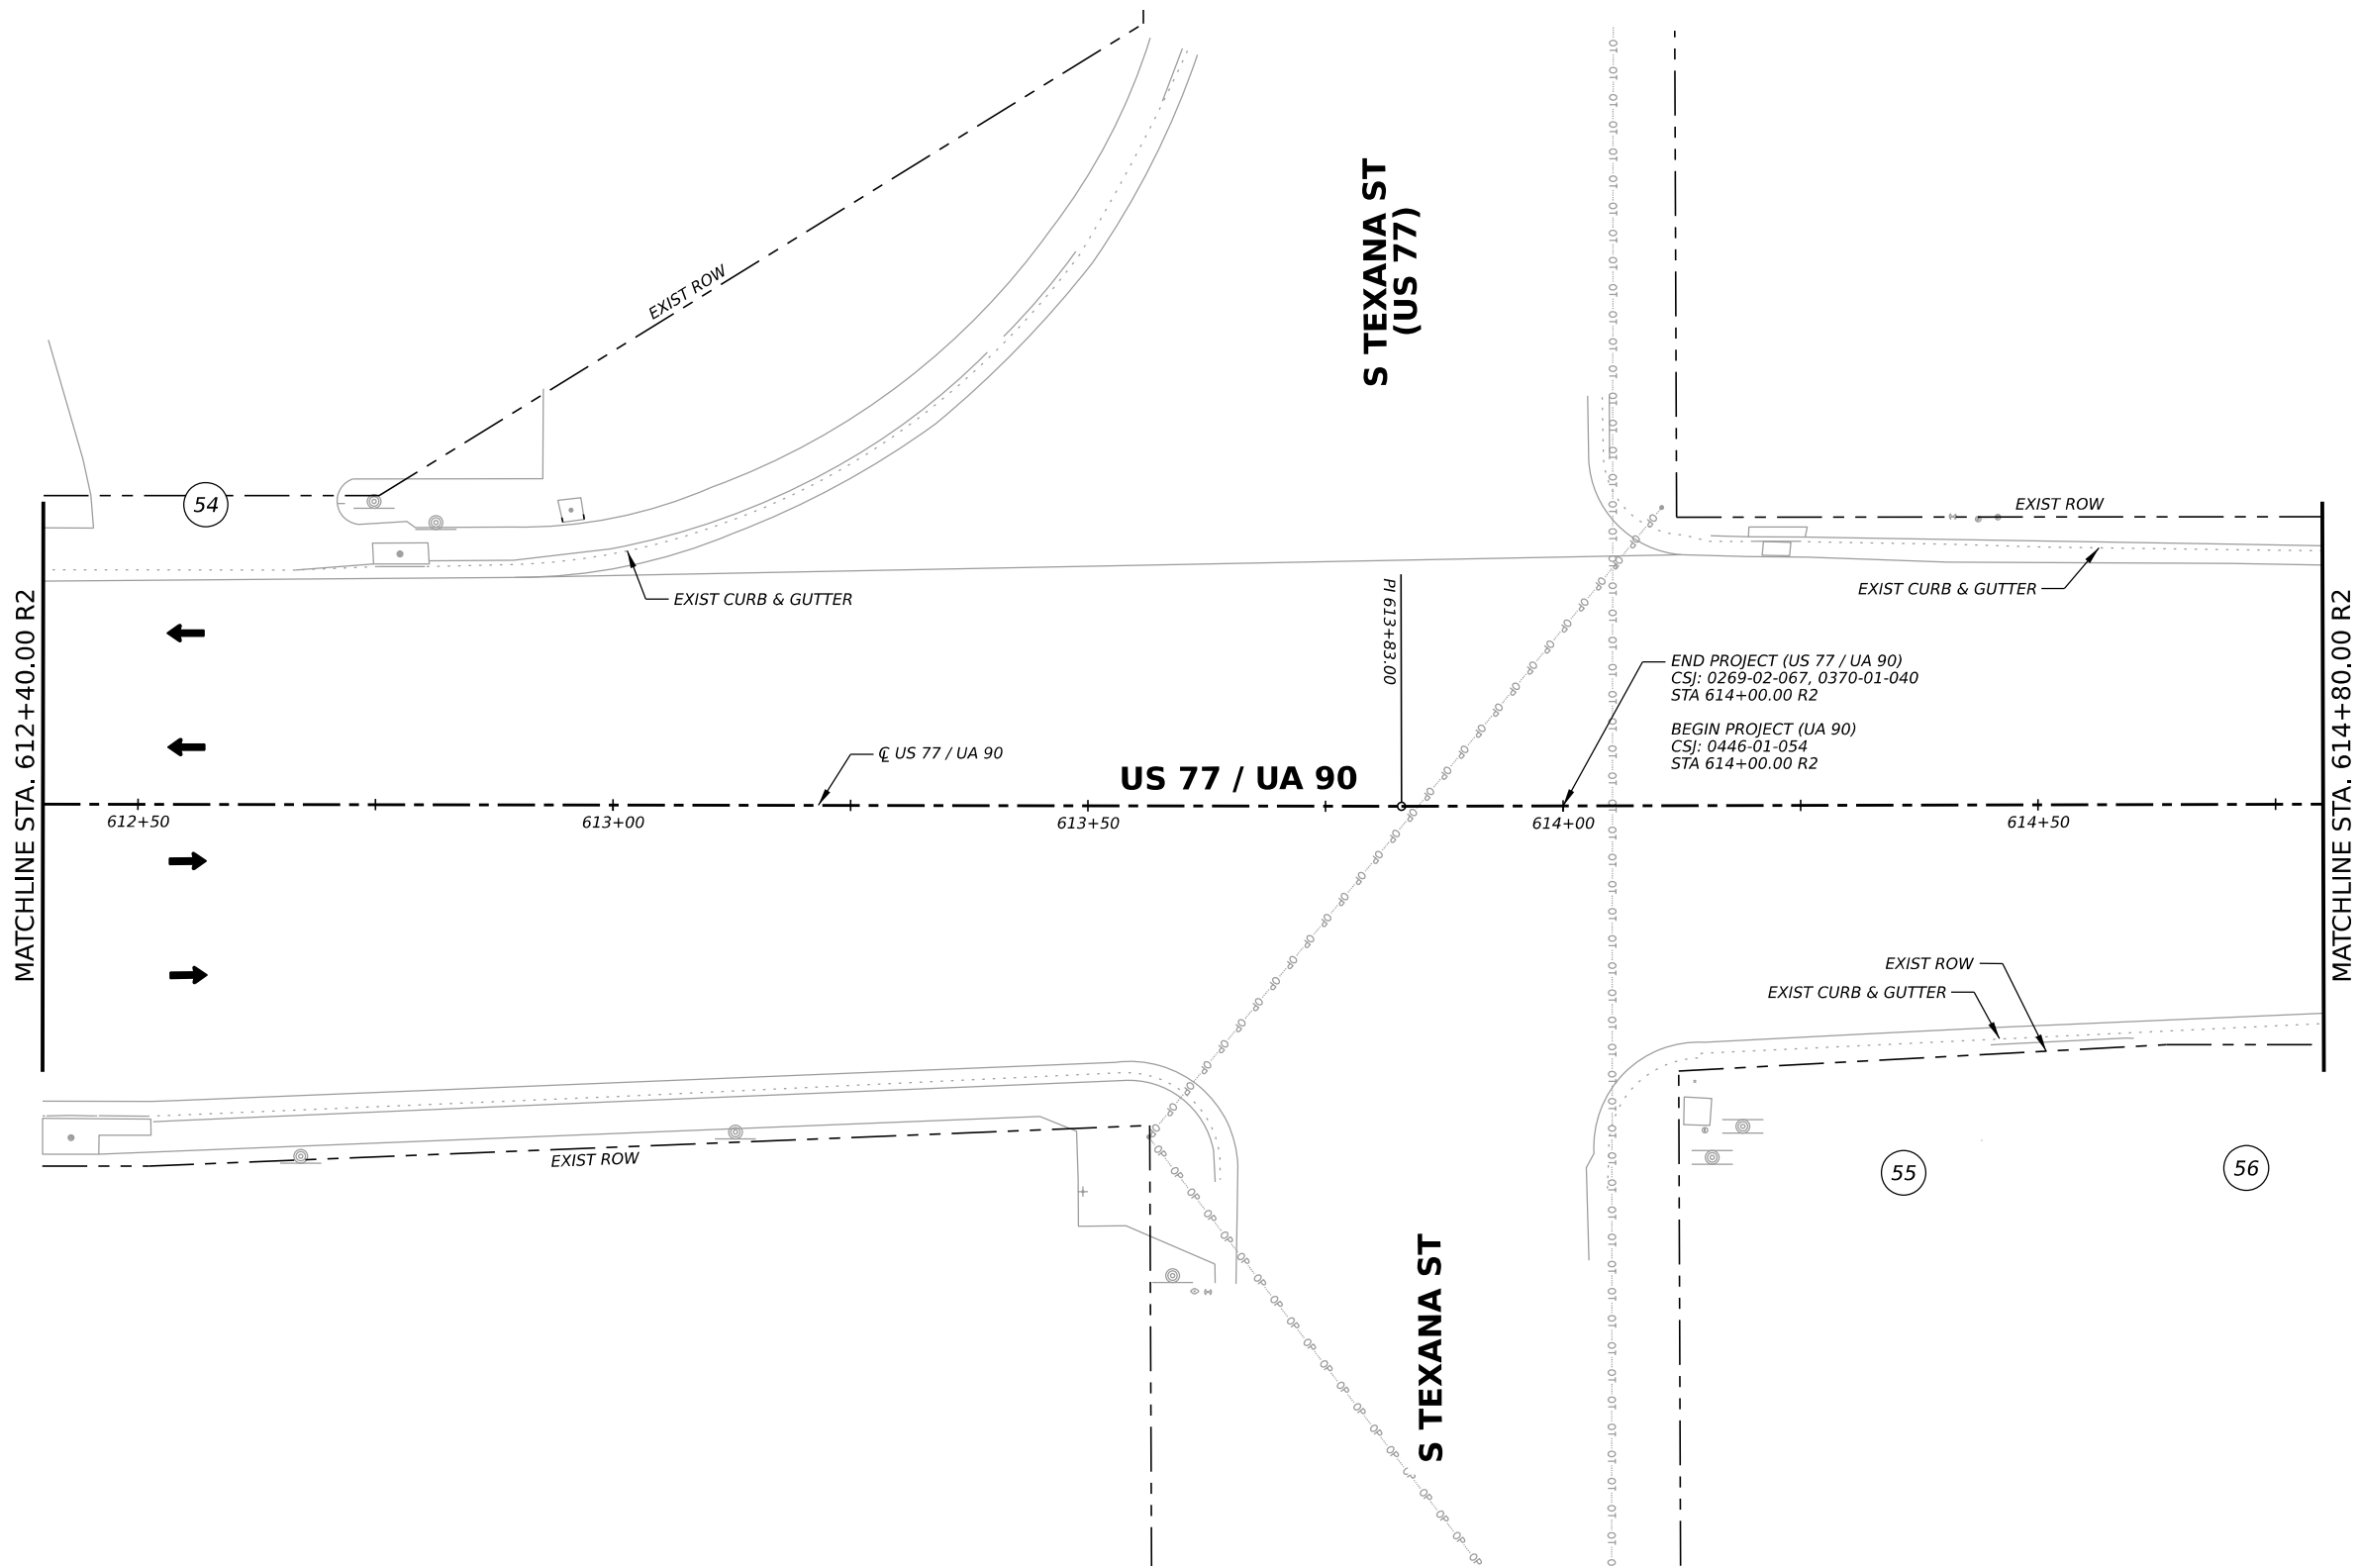 S TEXANA ST
(US 77)
EXIST ROW
54
EXIST ROW
EXIST CURB & GUTTER
EXIST CURB & GUTTER
MATCHLINE STA. 612+40.00 R2
MATCHLINE STA. 614+80.00 R2
PI 613+83.00
END PROJECT (US 77 / UA 90)
CSJ: 0269-02-067, 0370-01-040
STA 614+00.00 R2
BEGIN PROJECT (UA 90)
CSJ: 0446-01-054
STA 614+00.00 R2
℄ US 77 / UA 90
US 77 / UA 90
612+50
613+00
613+50
614+00
614+50
EXIST ROW
EXIST CURB & GUTTER
EXIST ROW
55
56
S TEXANA ST
OT
OP